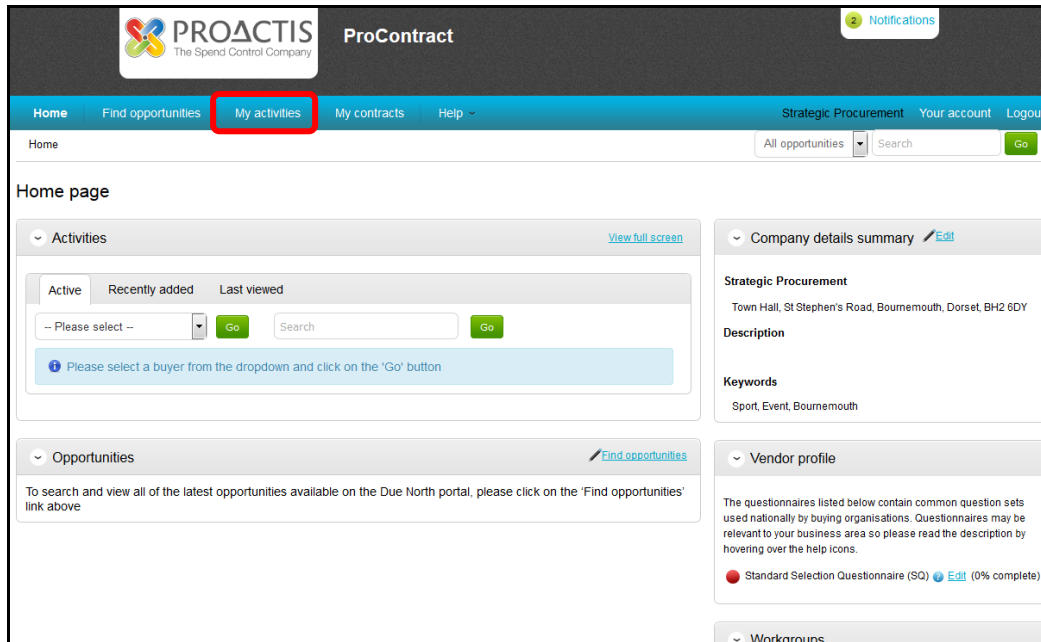 PROACTIS
The Spend Control Company
ProContract
2 Notifications
Home Find opportunities My activities My contracts Help
Strategic Procurement Your account Logou
Home
All opportunities Search Go
Home page
Activities View full screen
Active Recently added Last viewed
-- Please select -- Go Search Go
Please select a buyer from the dropdown and click on the 'Go' button
Opportunities Find opportunities
To search and view all of the latest opportunities available on the Due North portal, please click on the 'Find opportunities'
link above
Company details summary Edit
Strategic Procurement
Town Hall, St Stephen's Road, Bournemouth, Dorset, BH2 6DY
Description
Keywords
Sport, Event, Bournemouth
Vendor profile
The questionnaires listed below contain common question sets
used nationally by buying organisations. Questionnaires may be
relevant to your business area so please read the description by
hovering over the help icons.
Standard Selection Questionnaire (SQ) Edit (0% complete)
Workgroups